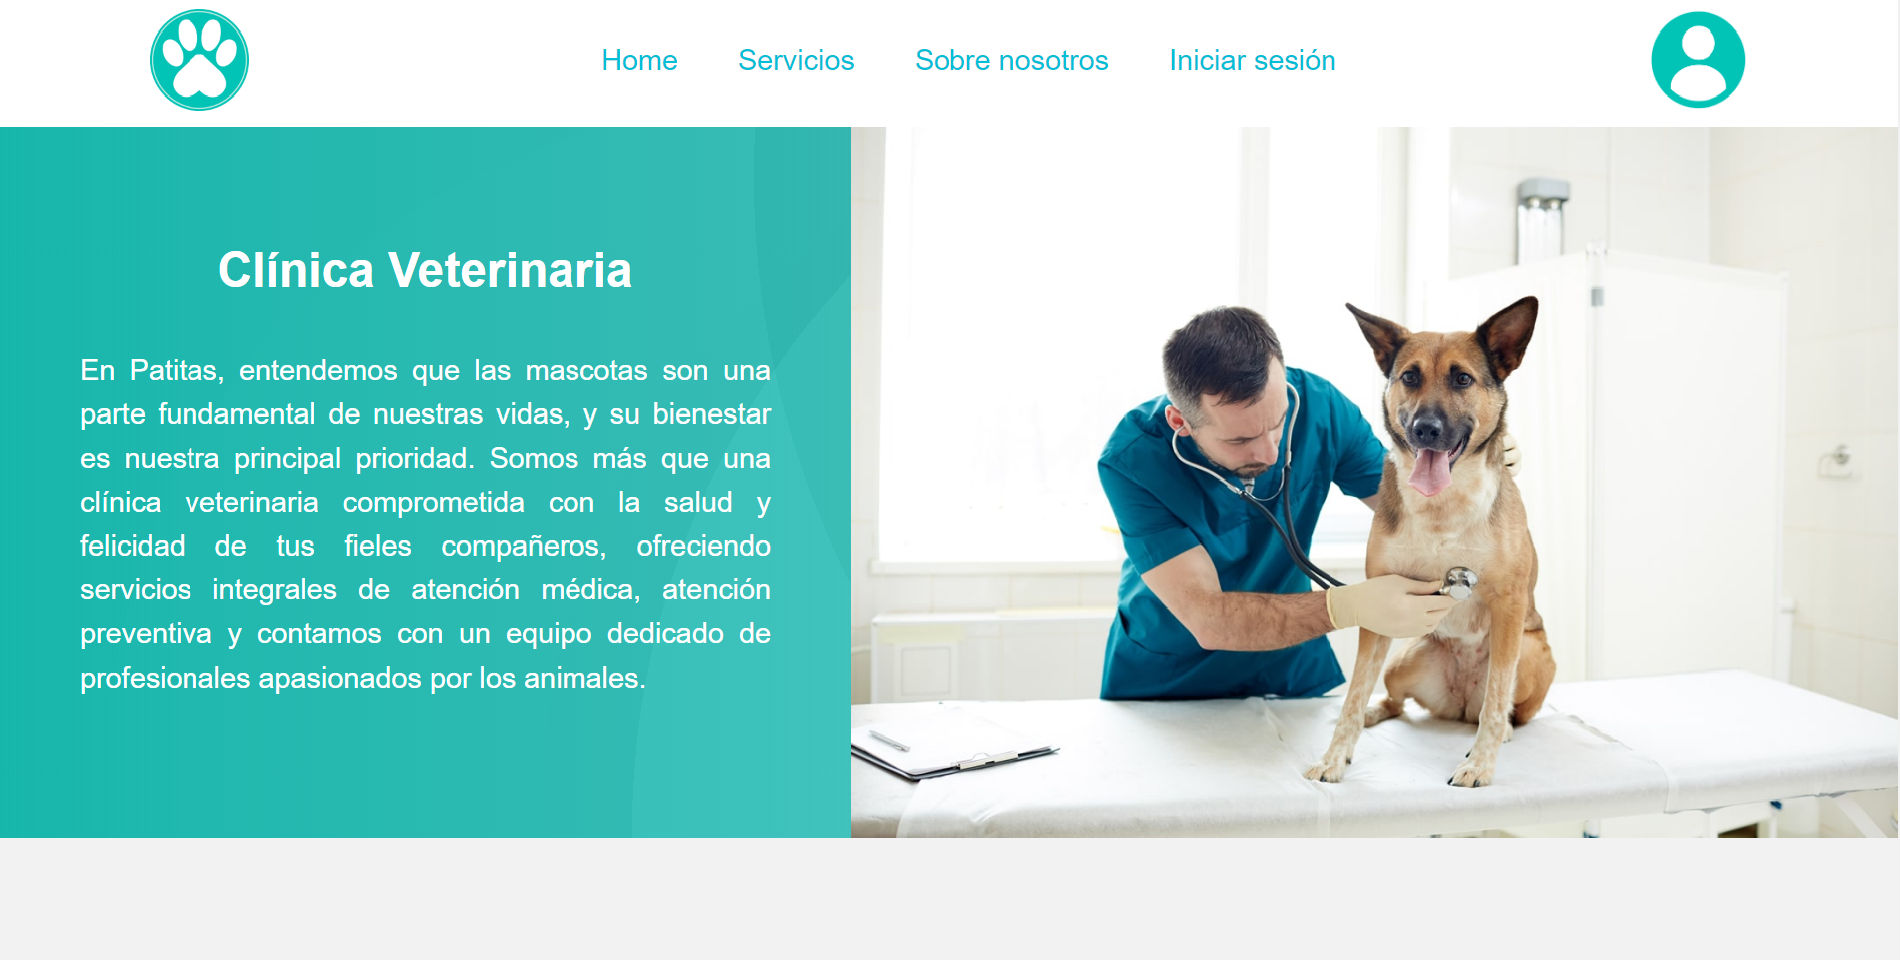 Home Servicios Sobre nosotros Iniciar sesión
Clínica Veterinaria
En Patitas, entendemos que las mascotas son una
parte fundamental de nuestras vidas, y su bienestar
es nuestra principal prioridad. Somos más que una
clínica veterinaria comprometida con la salud y
felicidad de tus fieles compañeros, ofreciendo
servicios integrales de atención médica, atención
preventiva y contamos con un equipo dedicado de
profesionales apasionados por los animales.